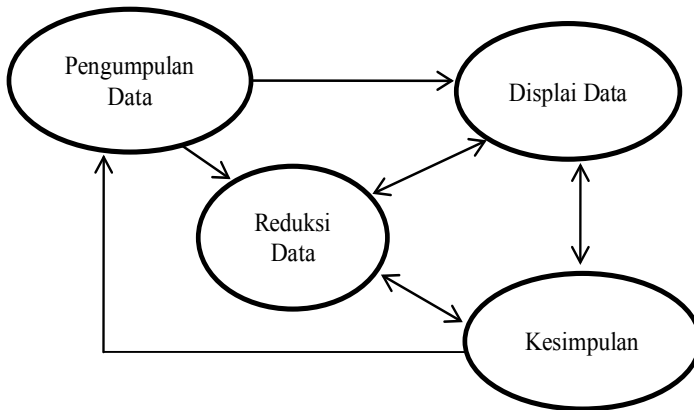 Pengumpulan
Data
Displai Data
Reduksi
Data
Kesimpulan